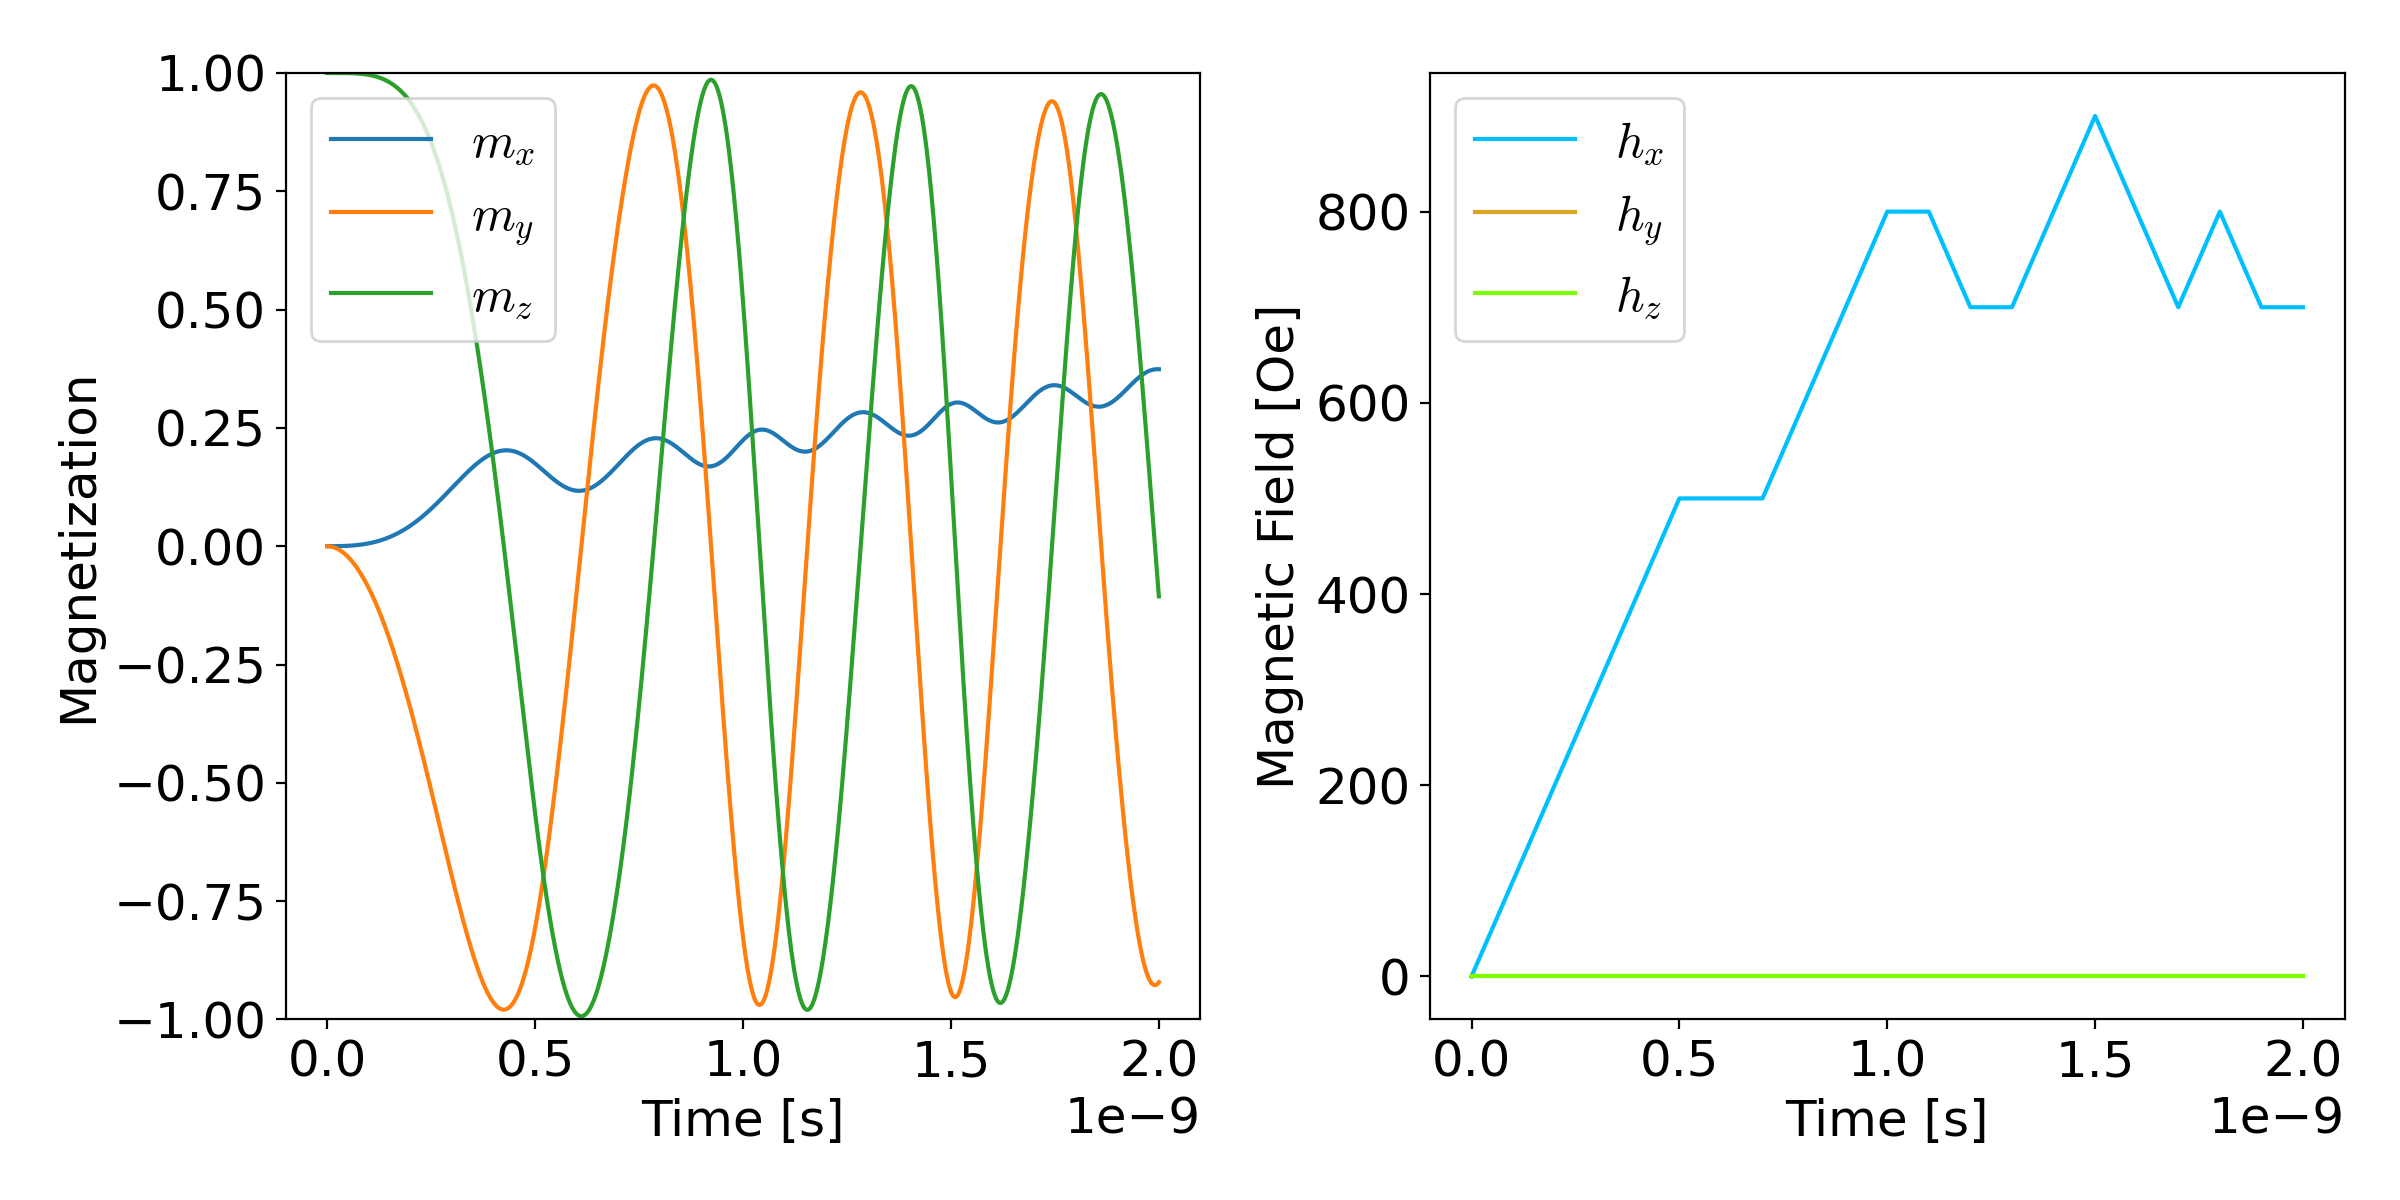 1.00
0.75
0.50
0.25
0.00
−0.25
−0.50
−0.75
−1.00
Magnetization
m_x
m_y
m_z
0.0 0.5 1.0 1.5 2.0
Time [s]
1e−9
800
600
400
200
0
Magnetic Field [Oe]
h_x
h_y
h_z
0.0 0.5 1.0 1.5 2.0
Time [s]
1e−9